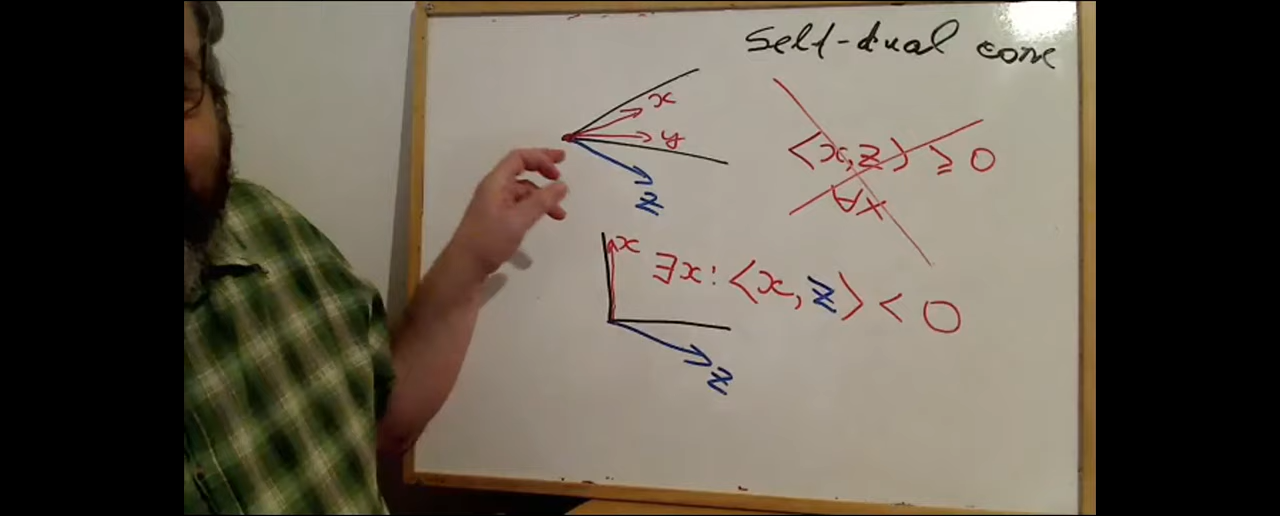 Self-dual cone
x
y
z
⟨x,z⟩ ≥ 0
∀x
x
∃x: ⟨x, z⟩ < 0
z